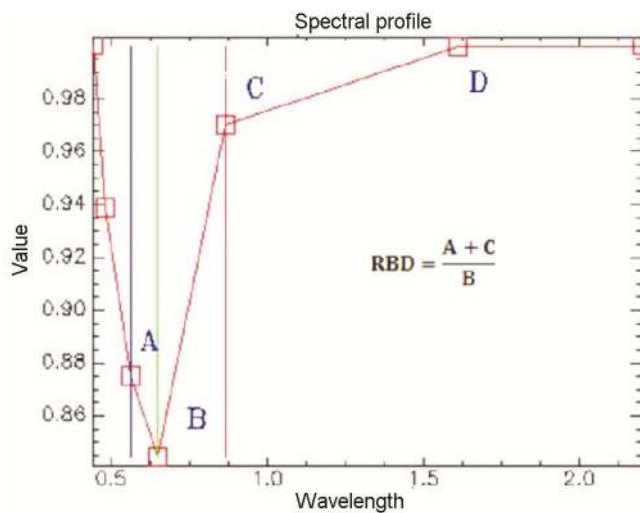 Spectral profile
0.98
0.96
0.94
0.92
0.90
0.88
0.86
Value
A
B
C
D
RBD = A + C
B
0.5 1.0 1.5 2.0
Wavelength